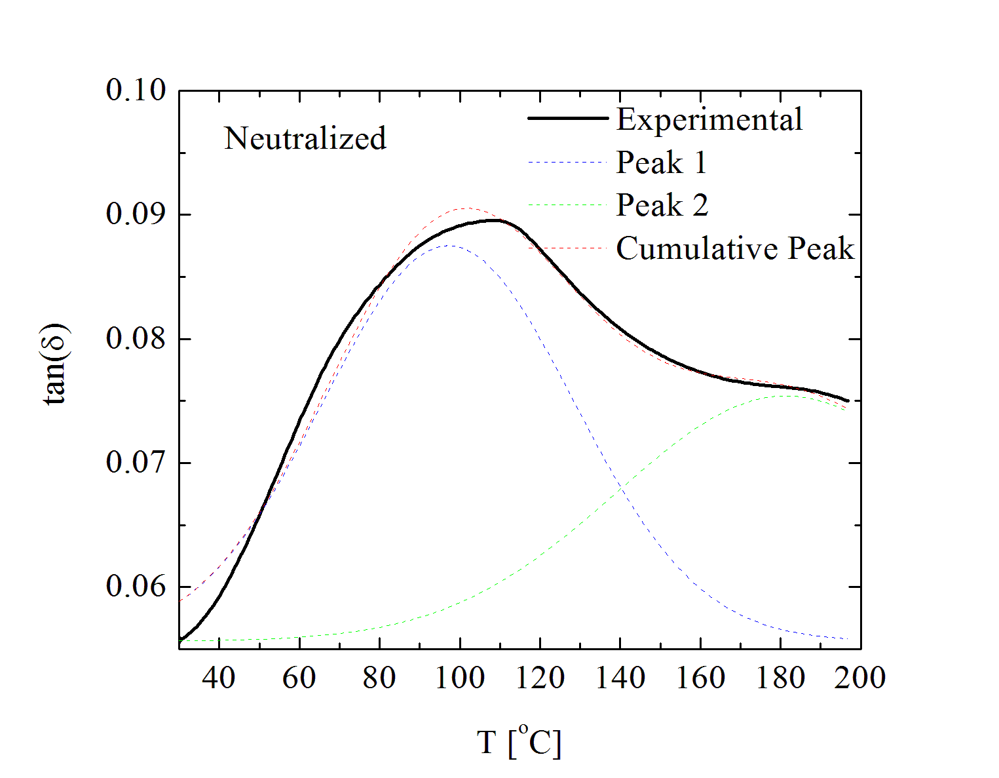 0.10
Neutralized
Experimental
Peak 1
Peak 2
Cumulative Peak
0.09
0.08
0.07
0.06
tan(δ)
40 60 80 100 120 140 160 180 200
T [°C]